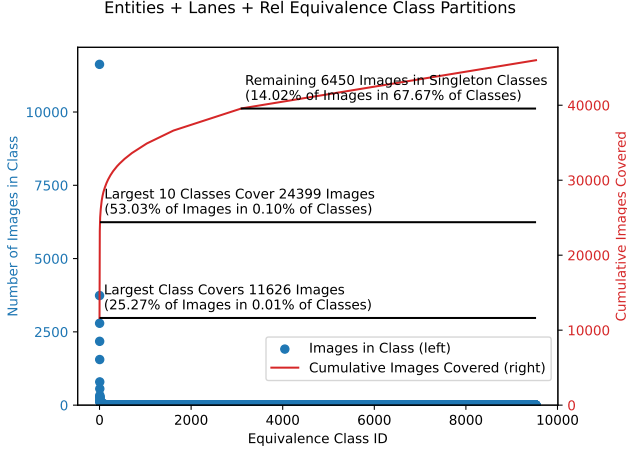 Entities + Lanes + Rel Equivalence Class Partitions
Number of Images in Class
10000
7500
5000
2500
0
Remaining 6450 Images in Singleton Classes
(14.02% of Images in 67.67% of Classes)
Largest 10 Classes Cover 24399 Images
(53.03% of Images in 0.10% of Classes)
Largest Class Covers 11626 Images
(25.27% of Images in 0.01% of Classes)
Images in Class (left)
Cumulative Images Covered (right)
40000
30000
20000
10000
0
Cumulative Images Covered
0 2000 4000 6000 8000 10000
Equivalence Class ID